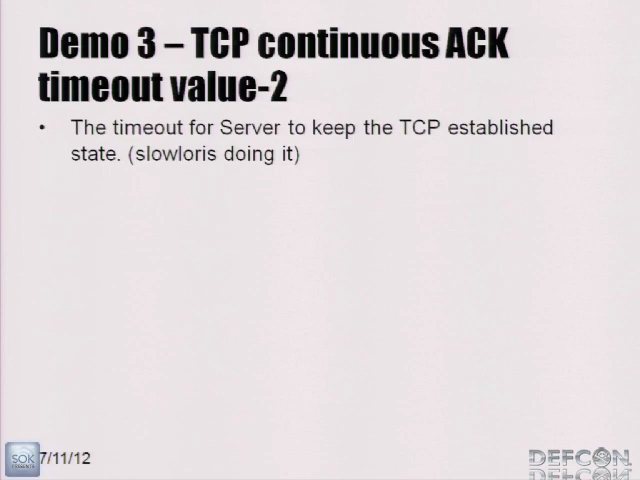 Demo 3 – TCP continuous ACK
timeout value-2
• The timeout for Server to keep the TCP established
state. (slowloris doing it)
SOK
7/11/12
DEFCON